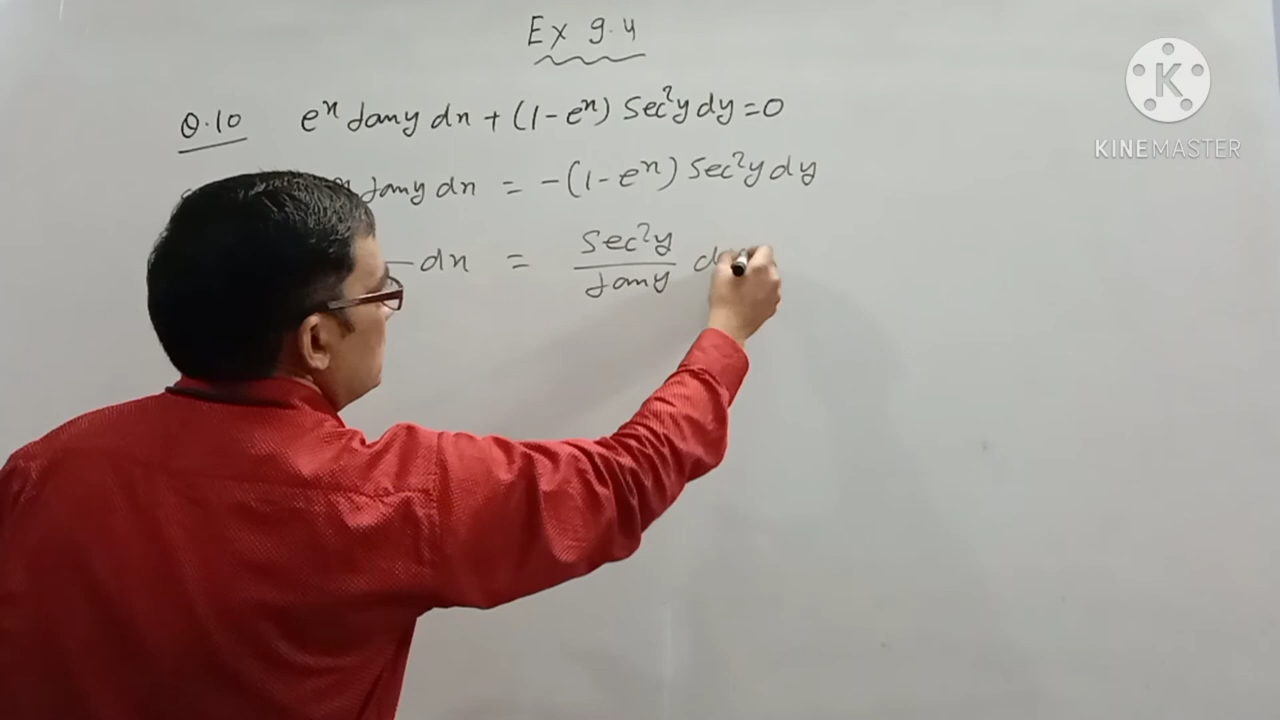 Ex 9.4
Q.10 e^x tany dx + (1-e^x) Sec²y dy = 0
tany dx = -(1-e^x) Sec²y dy
dx = Sec²y / tany d
K
KINEMASTER